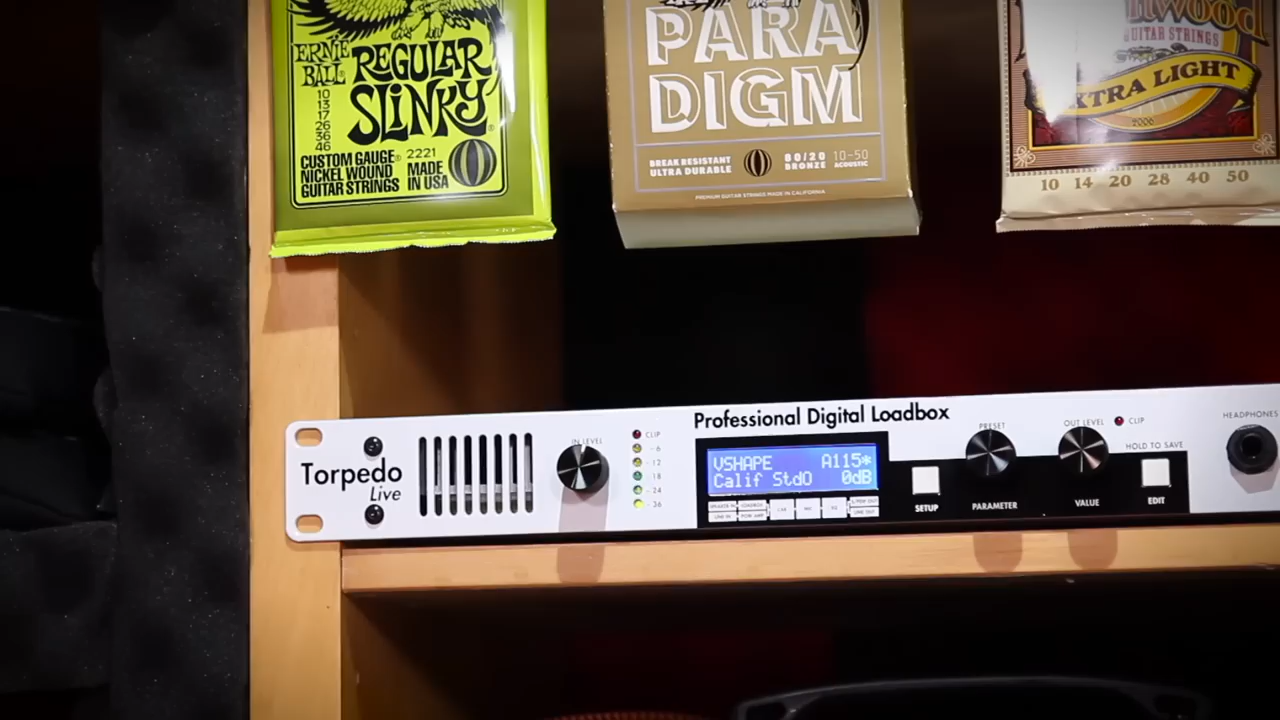 ERNIE
BALL
REGULAR
SLINKY
10
13
17
26
36
46
CUSTOM GAUGE®
NICKEL WOUND
GUITAR STRINGS
2221
MADE
IN USA
PARA
DIGM
BREAK RESISTANT
ULTRA DURABLE
80/20
BRONZE
10-50
ACOUSTIC
PREMIUM GUITAR STRINGS MADE IN CALIFORNIA
GUITAR STRINGS
EXTRA LIGHT
2006
10 14 20 28 40 50
Torpedo
Live
IN LEVEL
CLIP
- 6
- 12
- 18
- 24
- 36
Professional Digital Loadbox
VSHAPE A115*
Calif StdO 0dB
SETUP
PRESET
PARAMETER
OUT LEVEL
CLIP
VALUE
HOLD TO SAVE
EDIT
HEADPHONES